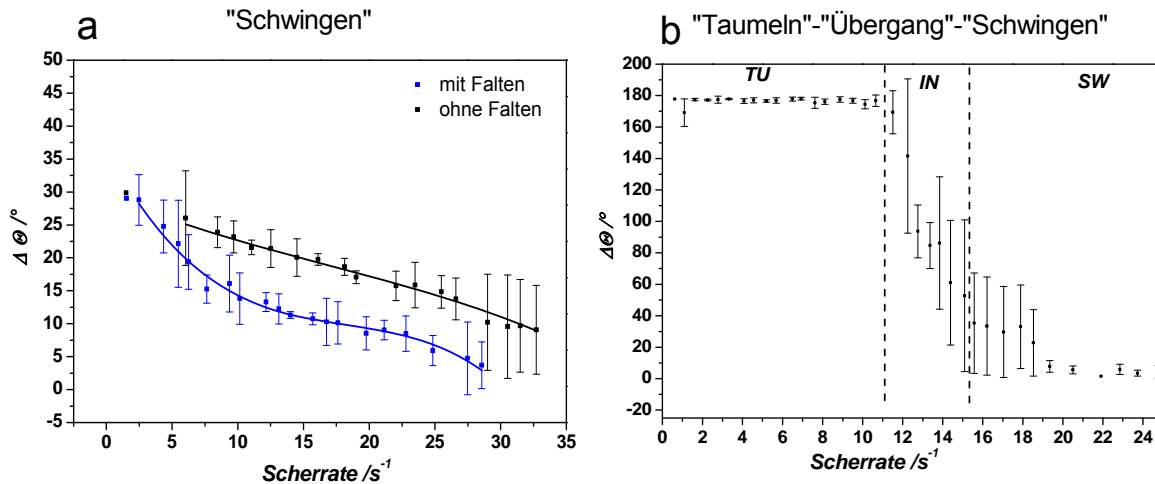 a
"Schwingen"
mit Falten
ohne Falten
50
45
40
35
30
25
20
15
10
5
0
-5
Δ Θ /°
0 5 10 15 20 25 30 35
Scherrate /s⁻¹
b
"Taumeln"-"Übergang"-"Schwingen"
TU IN SW
200
180
160
140
120
100
80
60
40
20
0
-20
ΔΘ /°
0 2 4 6 8 10 12 14 16 18 20 22 24
Scherrate /s⁻¹